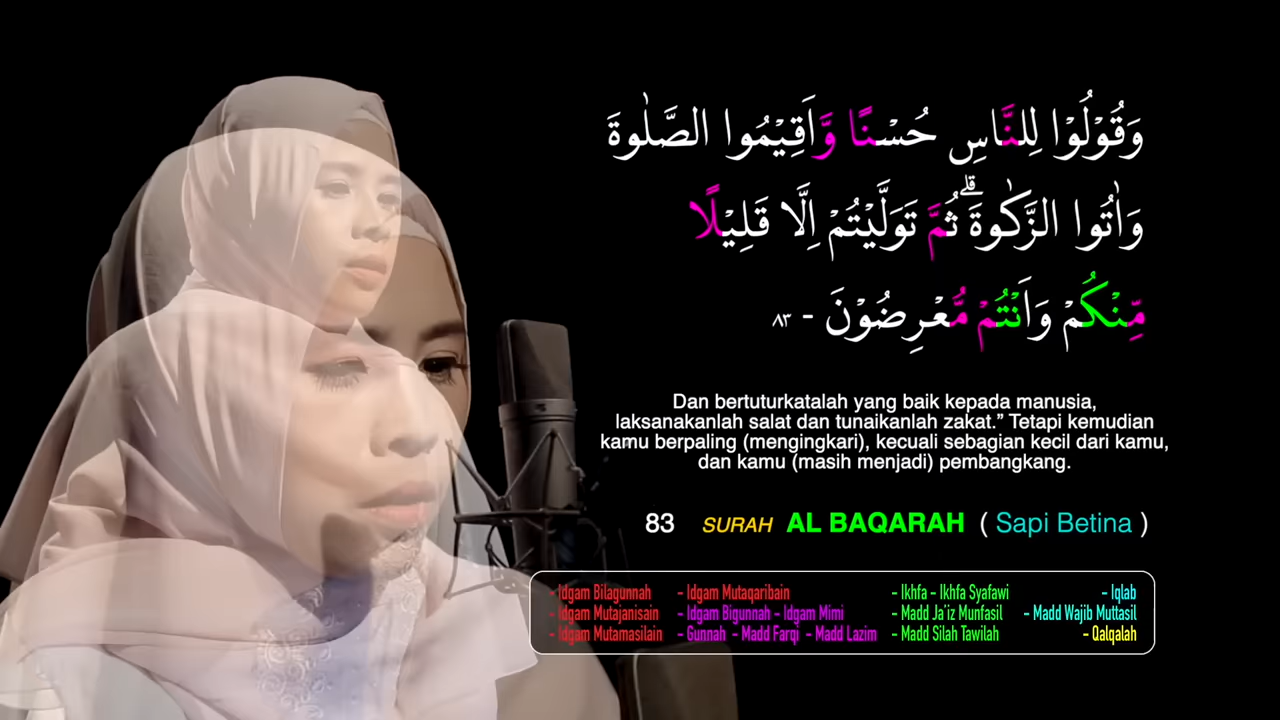 وَقُوْلُوْا لِلنَّاسِ حُسْنًا وَّاَقِيْمُوا الصَّلٰوةَ
وَاٰتُوا الزَّكٰوةَۗ ثُمَّ تَوَلَّيْتُمْ اِلَّا قَلِيْلًا
مِّنْكُمْ وَاَنْتُمْ مُّعْرِضُوْنَ - ٨٣
Dan bertuturkatalah yang baik kepada manusia,
laksanakanlah salat dan tunaikanlah zakat.” Tetapi kemudian
kamu berpaling (mengingkari), kecuali sebagian kecil dari kamu,
dan kamu (masih menjadi) pembangkang.
83 SURAH AL BAQARAH ( Sapi Betina )
- Idgam Bilagunnah - Idgam Mutaqaribain - Ikhfa - Ikhfa Syafawi - Iqlab
- Idgam Mutajanisain - Idgam Bigunnah - Idgam Mimi - Madd Ja'iz Munfasil - Madd Wajib Muttasil
- Idgam Mutamasilain - Gunnah - Madd Farqi - Madd Lazim - Madd Silah Tawilah - Qalqalah